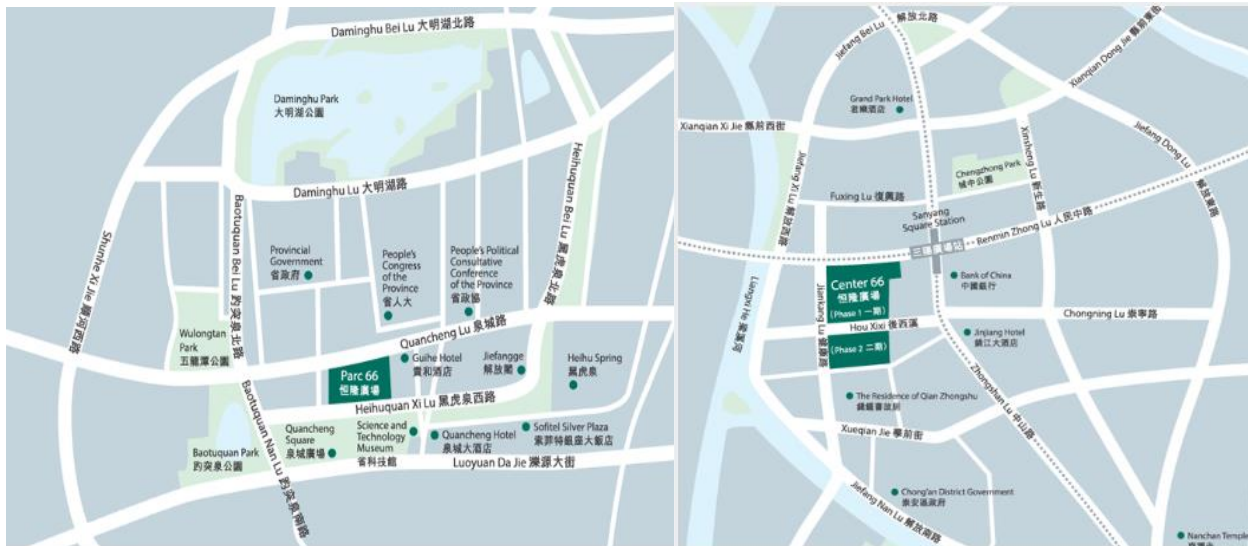 Daminghu Bei Lu 大明湖北路
Daminghu Park
大明湖公園
Heihuquan Bei Lu 黑虎泉北路
Daminghu Lu 大明湖路
Shunhe Xi Jie 順河西路
Baotuquan Bei Lu 趵突泉北路
Provincial
Government
省政府
People's
Congress
of the
Province
省人大
People's Political
Consultative
Conference
of the Province
省政協
Quancheng Lu 泉城路
Wulongtan
Park
五龍潭公園
Parc 66
恒隆廣場
Guihe Hotel
貴和酒店
Jiefangge
解放閣
Heihu Spring
黑虎泉
Heihuquan Xi Lu 黑虎泉西路
Baotuquan Nan Lu 趵突泉南路
Baotuquan Park
趵突泉公園
Quancheng
Square
泉城廣場
Science and
Technology
Museum
省科技館
Quancheng Hotel
泉城大酒店
Sofitel Silver Plaza
索菲特銀座大飯店
Luoyuan Da Jie 濼源大街
Jiefang Bei Lu
解放北路
Xianqian Dong Jie 縣前東街
Grand Park Hotel
君樂酒店
Xianqian Xi Jie 縣前西街
Jiefang Xi Lu 解放西路
Xinsheng Lu 新生路
Jiefang Dong Lu
解放東路
Chengzhong Park
城中公園
Fuxing Lu 復興路
Sanyang
Square Station
三陽廣場站
Renmin Zhong Lu 人民中路
Liangxi He 梁溪河
Center 66
恒隆廣場
(Phase 1 一期)
Jiankang Lu 健康路
Bank of China
中國銀行
Hou Xixi 後西溪
Chongning Lu 崇寧路
(Phase 2 二期)
Jinjiang Hotel
錦江大酒店
Zhongshan Lu 中山路
The Residence of Qian Zhongshu
錢鍾書故居
Xueqian Jie 學前街
Chong'an District Government
崇安區政府
Jiefang Nan Lu 解放南路
Nanchan Temple